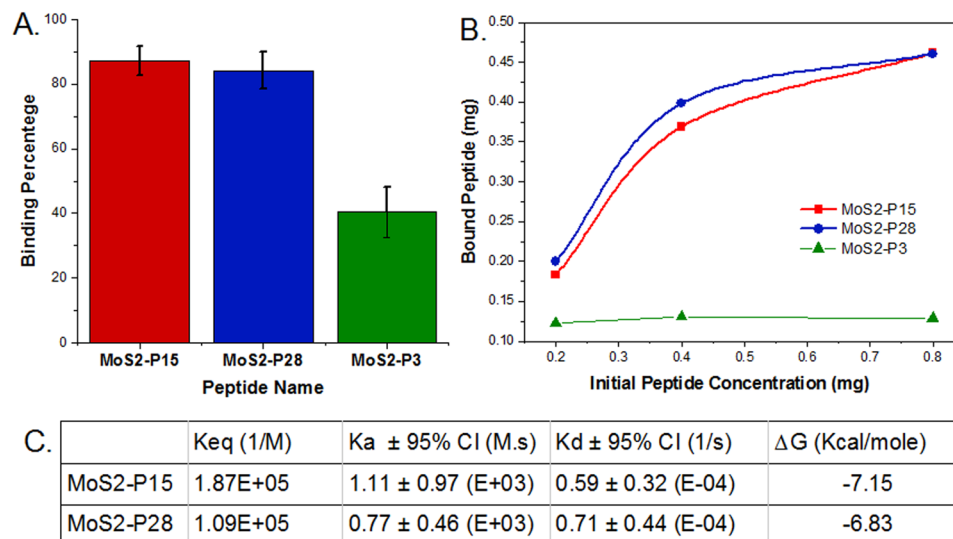 A.
100
80
60
40
20
0
Binding Percentege
MoS2-P15 MoS2-P28 MoS2-P3
Peptide Name
B.
0.50
0.45
0.40
0.35
0.30
0.25
0.20
0.15
0.10
Bound Peptide (mg)
MoS2-P15
MoS2-P28
MoS2-P3
0.2 0.3 0.4 0.5 0.6 0.7 0.8
Initial Peptide Concentration (mg)
C.
Keq (1/M) Ka ± 95% CI (M.s) Kd ± 95% CI (1/s) ΔG (Kcal/mole)
MoS2-P15 1.87E+05 1.11 ± 0.97 (E+03) 0.59 ± 0.32 (E-04) -7.15
MoS2-P28 1.09E+05 0.77 ± 0.46 (E+03) 0.71 ± 0.44 (E-04) -6.83